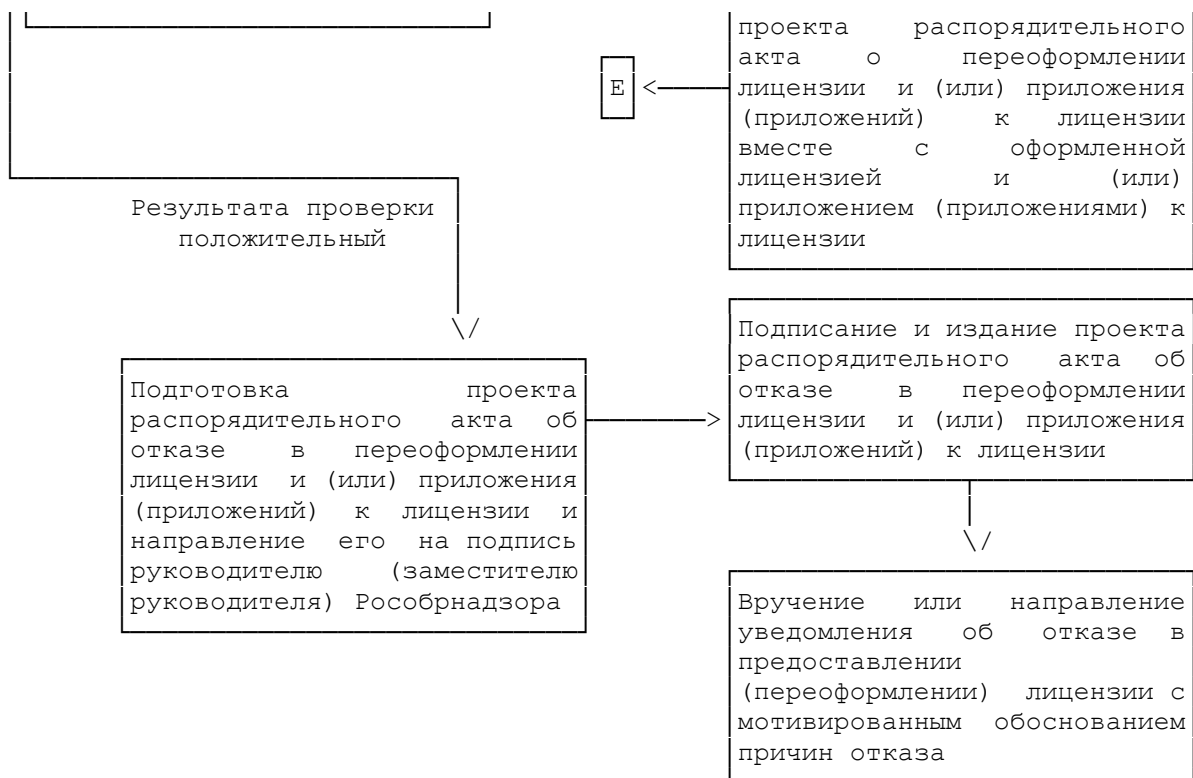 проекта распорядительного
акта о переоформлении
лицензии и (или) приложения
(приложений) к лицензии
вместе с оформленной
лицензией и (или)
приложением (приложениями) к
лицензии
Е
Результата проверки
положительный
Подготовка проекта
распорядительного акта об
отказе в переоформлении
лицензии и (или) приложения
(приложений) к лицензии и
направление его на подпись
руководителю (заместителю
руководителя) Рособрнадзора
Подписание и издание проекта
распорядительного акта об
отказе в переоформлении
лицензии и (или) приложения
(приложений) к лицензии
Вручение или направление
уведомления об отказе в
предоставлении
(переоформлении) лицензии с
мотивированным обоснованием
причин отказа